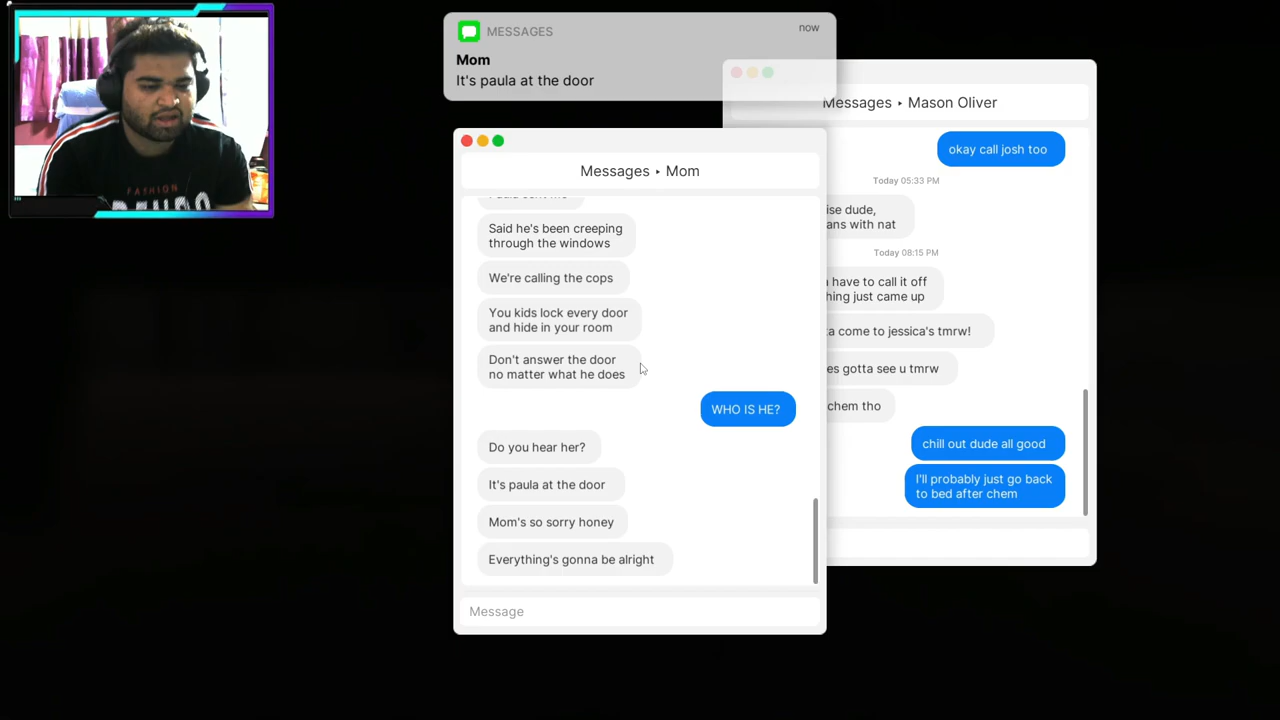 MESSAGES
now
Mom
It's paula at the door
Messages ‣ Mason Oliver
okay call josh too
Today 05:33 PM
ise dude,
ans with nat
Today 08:15 PM
have to call it off
hing just came up
a come to jessica's tmrw!
es gotta see u tmrw
chem tho
chill out dude all good
I'll probably just go back
to bed after chem
Messages ‣ Mom
Said he's been creeping
through the windows
We're calling the cops
You kids lock every door
and hide in your room
Don't answer the door
no matter what he does
WHO IS HE?
Do you hear her?
It's paula at the door
Mom's so sorry honey
Everything's gonna be alright
Message
FASHION